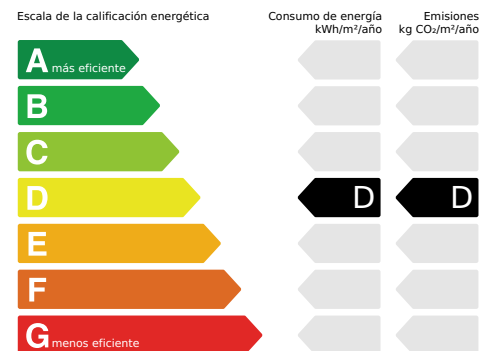 Escala de la calificación energética
Consumo de energía
kWh/m²/año
Emisiones
kg CO₂/m²/año
A más eficiente
B
C
D D D
E
F
G menos eficiente